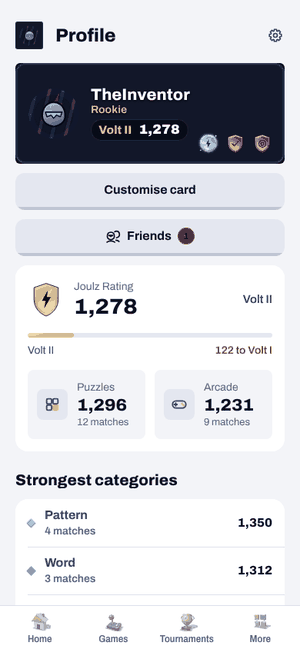 Profile
TheInventor
Rookie
Volt II 1,278
Customise card
Friends
Joulz Rating
1,278
Volt II
Volt II 122 to Volt I
Puzzles
1,296
12 matches
Arcade
1,231
9 matches
Strongest categories
Pattern
4 matches
1,350
Word
3 matches
1,312
Home Games Tournaments More